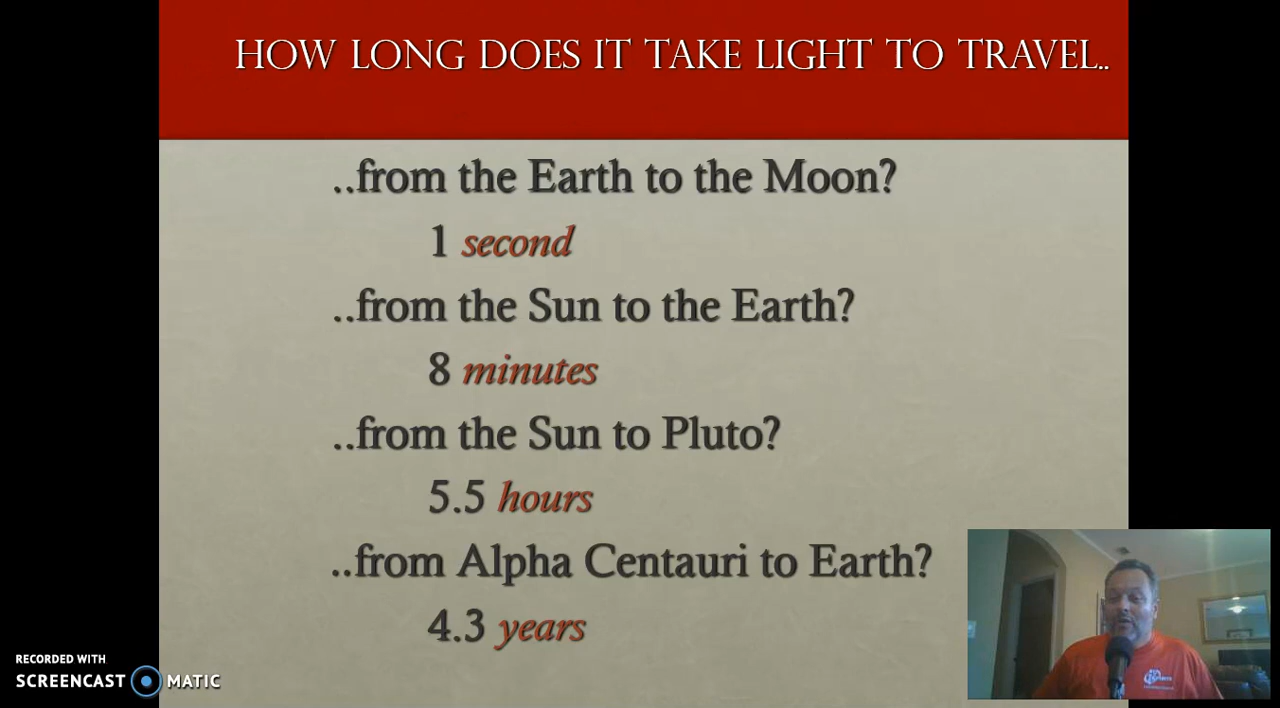 HOW LONG DOES IT TAKE LIGHT TO TRAVEL..
..from the Earth to the Moon?
1 second
..from the Sun to the Earth?
8 minutes
..from the Sun to Pluto?
5.5 hours
..from Alpha Centauri to Earth?
4.3 years
RECORDED WITH
SCREENCAST MATIC